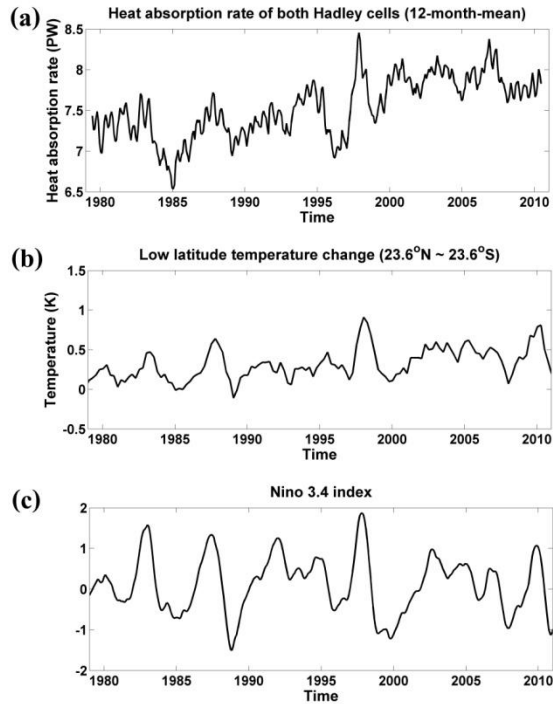 (a)
Heat absorption rate of both Hadley cells (12-month-mean)
Heat absorption rate (PW)
8.5
8
7.5
7
6.5
1980 1985 1990 1995 2000 2005 2010
Time
(b)
Low latitude temperature change (23.6°N ~ 23.6°S)
Temperature (K)
1.5
1
0.5
0
-0.5
1980 1985 1990 1995 2000 2005 2010
Time
(c)
Nino 3.4 index
2
1
0
-1
-2
1980 1985 1990 1995 2000 2005 2010
Time